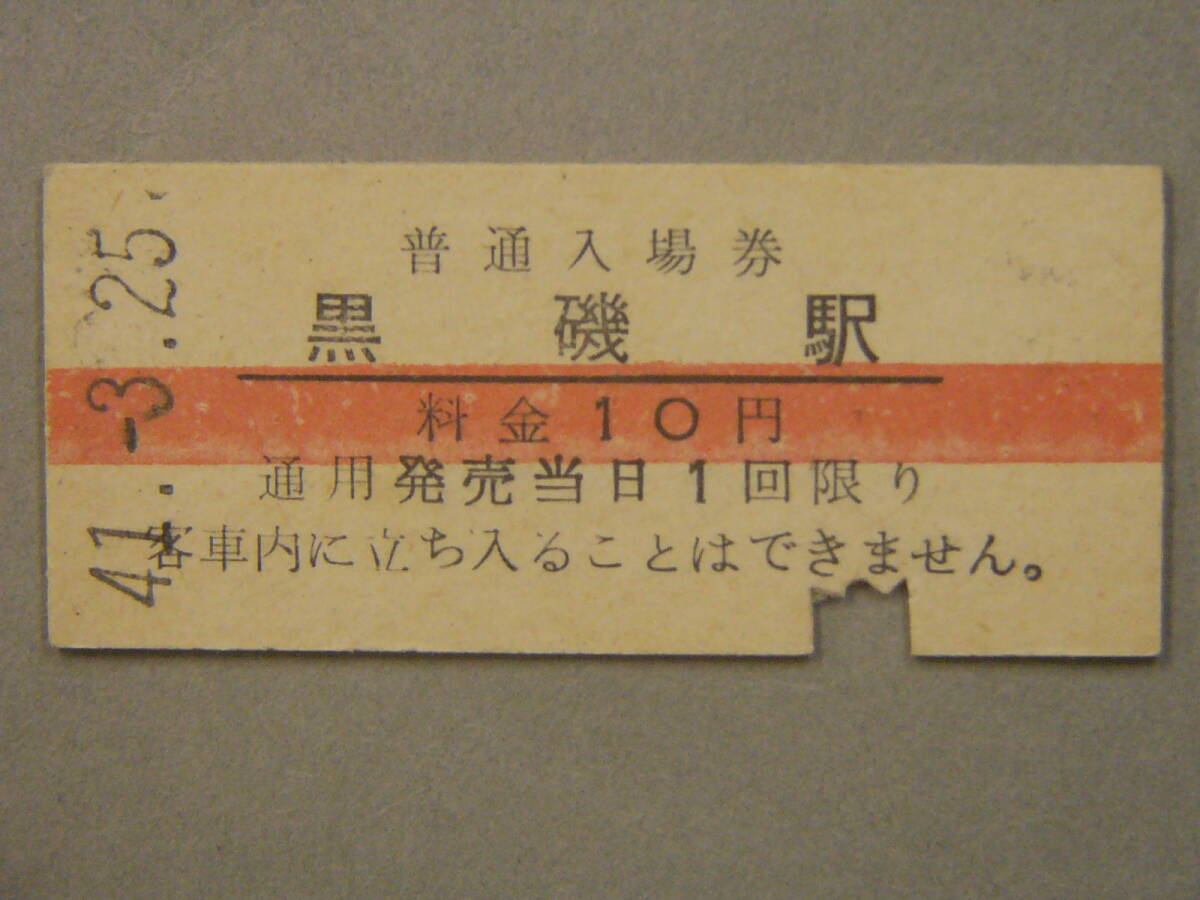 普通入場券
黒磯駅
料金10円
通用発売当日1回限り
客車内に立ち入ることはできません。
41.-3.25